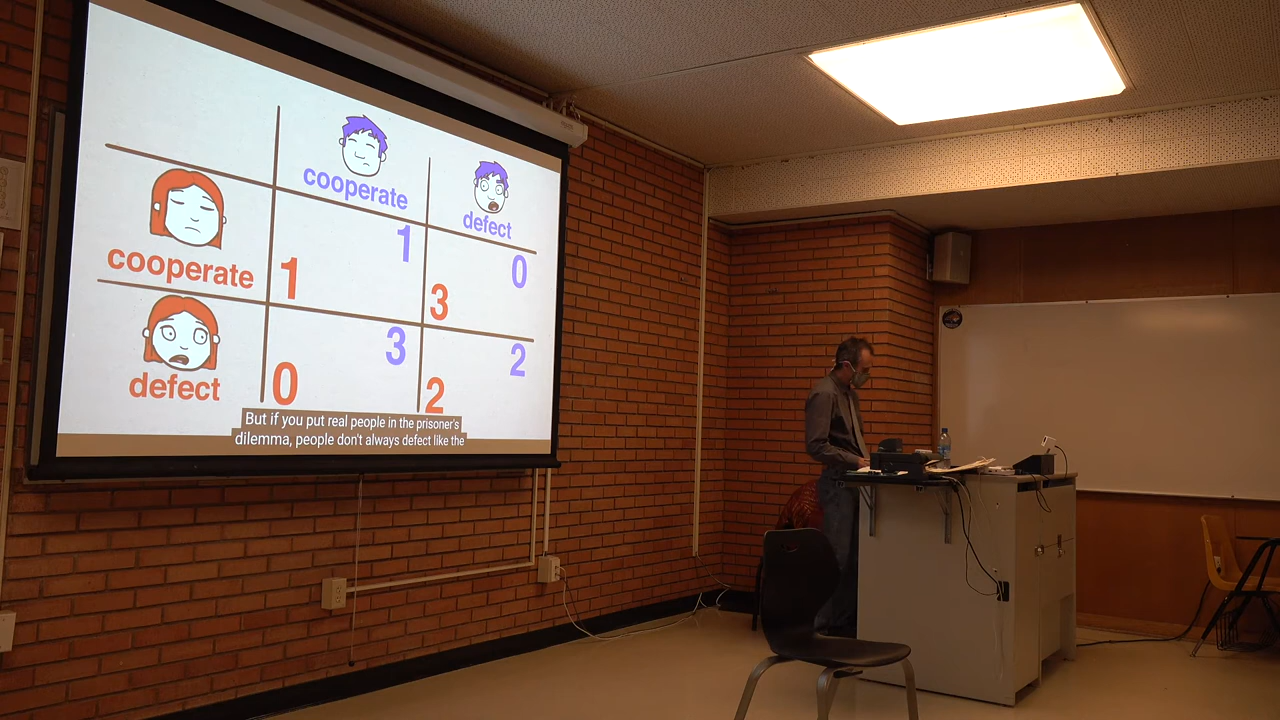 cooperate
defect
cooperate
1
1
3
0
defect
0
3
2
2
But if you put real people in the prisoner's
dilemma, people don't always defect like the